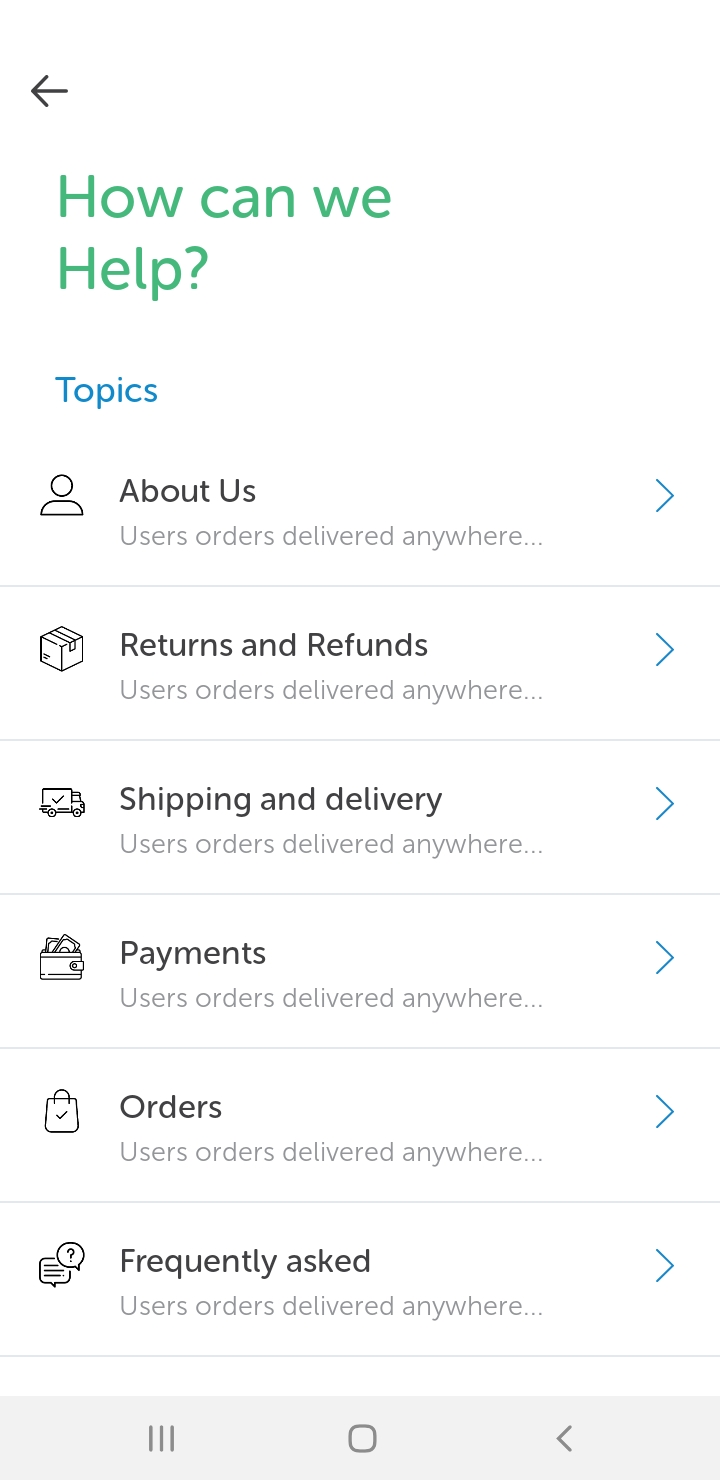 How can we
Help?
Topics
About Us
Users orders delivered anywhere...
Returns and Refunds
Users orders delivered anywhere...
Shipping and delivery
Users orders delivered anywhere...
Payments
Users orders delivered anywhere...
Orders
Users orders delivered anywhere...
?
Frequently asked
Users orders delivered anywhere...